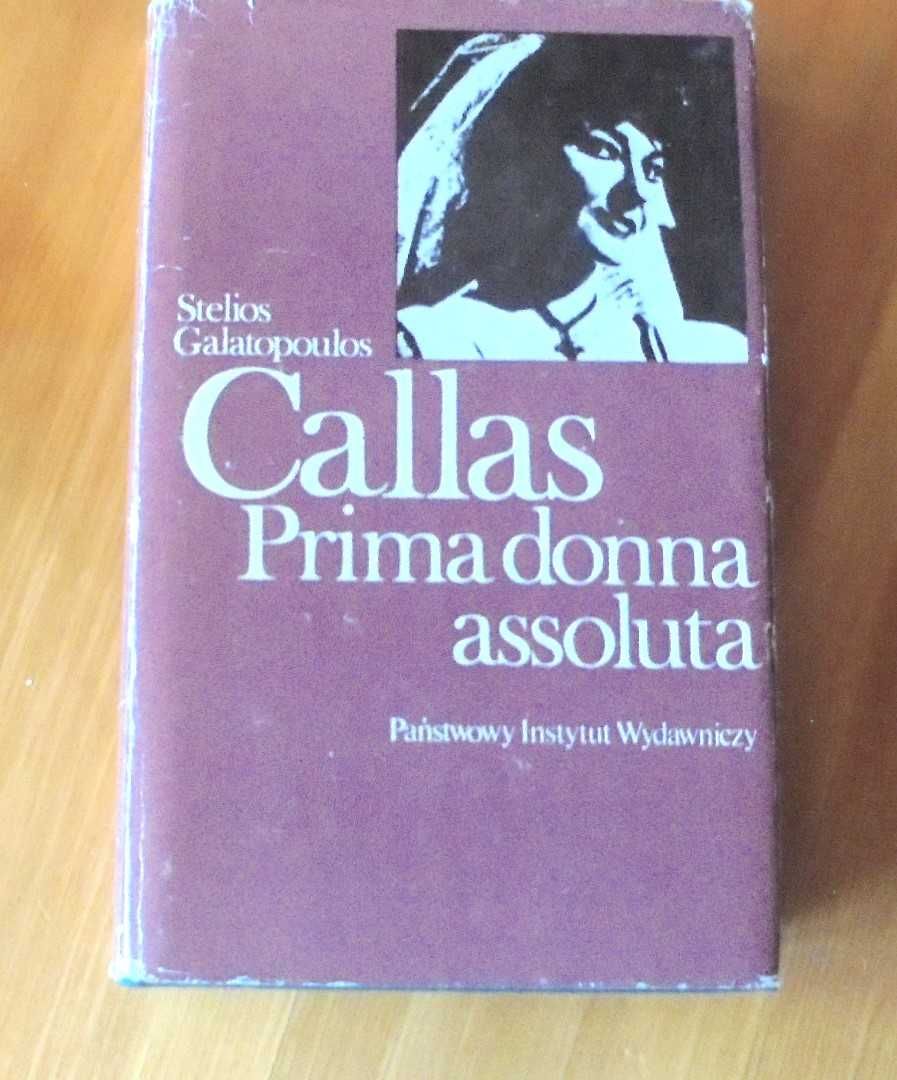 Stelios
Galatopoulos
Callas
Prima donna
assoluta
Państwowy Instytut Wydawniczy